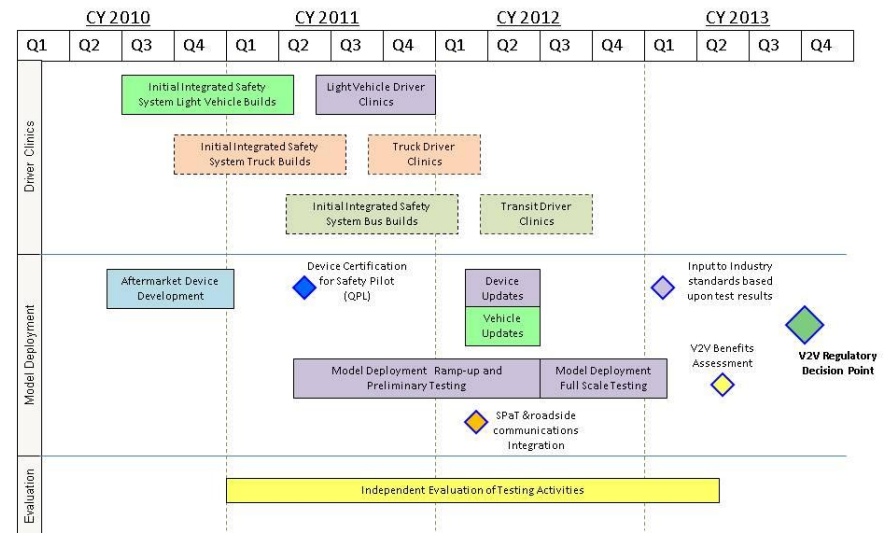 CY 2010 CY 2011 CY 2012 CY 2013
Q1 Q2 Q3 Q4 Q1 Q2 Q3 Q4 Q1 Q2 Q3 Q4 Q1 Q2 Q3 Q4
Driver Clinics
Initial Integrated Safety
System Light Vehicle Builds
Light Vehicle Driver
Clinics
Initial Integrated Safety
System Truck Builds
Truck Driver
Clinics
Initial Integrated Safety
System Bus Builds
Transit Driver
Clinics
Model Deployment
Aftermarket Device
Development
Device Certification
for Safety Pilot
(QPL)
Device
Updates
Vehicle
Updates
Input to Industry
standards based
upon test results
V2V Regulatory
Decision Point
V2V Benefits
Assessment
Model Deployment Ramp-up and
Preliminary Testing
Model Deployment
Full Scale Testing
SPaT & roadside
communications
Integration
Evaluation
Independent Evaluation of Testing Activities